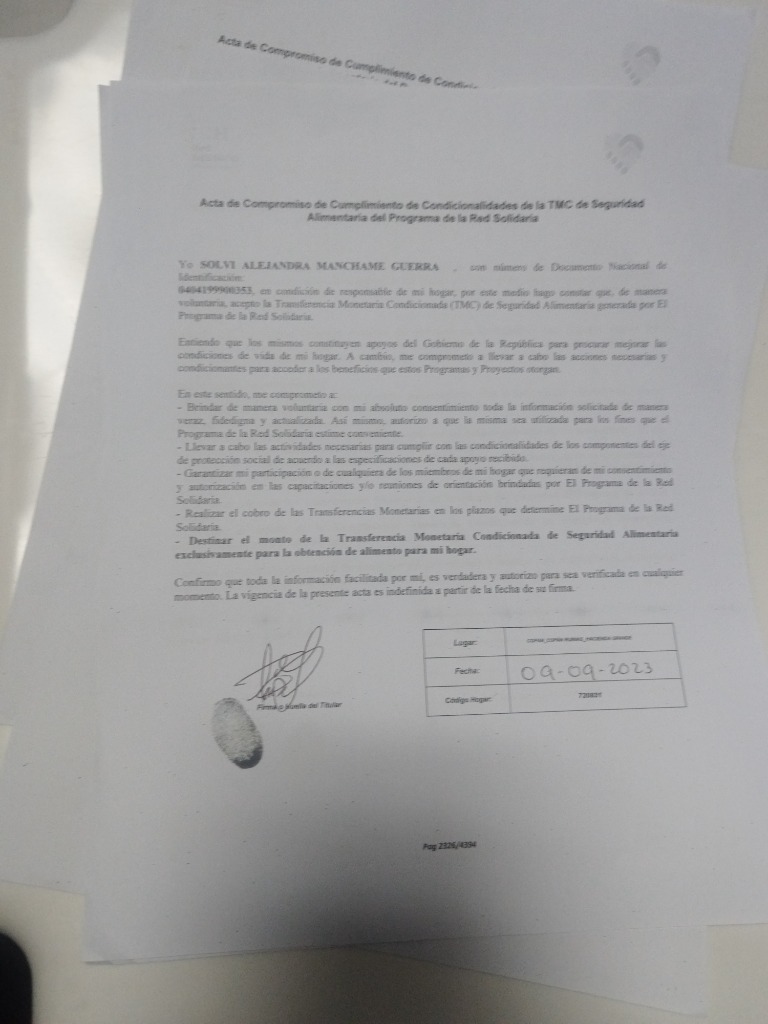 Acta de Compromiso de Cumplimiento de
Acta de Compromiso de Cumplimiento de Condicionalidades de la TMC de Seguridad
Alimentaria del Programa de la Red Solidaria
Yo SOLVI ALEJANDRA MANCHAME GUERRA , con número de Documento Nacional de
Identificación:
0404199900353, en condición de responsable de mi hogar, por este medio hago constar que, de manera
voluntaria, acepto la Transferencia Monetaria Condicionada (TMC) de Seguridad Alimentaria generada por El
Programa de la Red Solidaria.
Entiendo que los mismos constituyen apoyos del Gobierno de la República para procurar mejorar las
condiciones de vida de mi hogar. A cambio, me comprometo a llevar a cabo las acciones necesarias y
condicionantes para acceder a los beneficios que estos Programas y Proyectos otorgan.
En este sentido, me comprometo a:
- Brindar de manera voluntaria con mi absoluto consentimiento toda la información solicitada de manera
veraz, fidedigna y actualizada. Así mismo, autorizo a que la misma sea utilizada para los fines que el
Programa de la Red Solidaria estime conveniente.
- Llevar a cabo las actividades necesarias para cumplir con las condicionalidades de los componentes del eje
de protección social de acuerdo a las especificaciones de cada apoyo recibido.
- Garantizar mi participación o de cualquiera de los miembros de mi hogar que requieran de mi consentimiento
y autorización en las capacitaciones y/o reuniones de orientación brindadas por El Programa de la Red
Solidaria.
- Realizar el cobro de las Transferencias Monetarias en los plazos que determine El Programa de la Red
Solidaria.
- Destinar el monto de la Transferencia Monetaria Condicionada de Seguridad Alimentaria
exclusivamente para la obtención de alimento para mi hogar.
Confirmo que toda la información facilitada por mí, es verdadera y autorizo para sea verificada en cualquier
momento. La vigencia de la presente acta es indefinida a partir de la fecha de su firma.
Firma o huella del Titular
Lugar: COPAN, COPAN RUINAS, HACIENDA GRANDE
Fecha: 09-09-2023
Código Hogar:
Pag 2326/4394